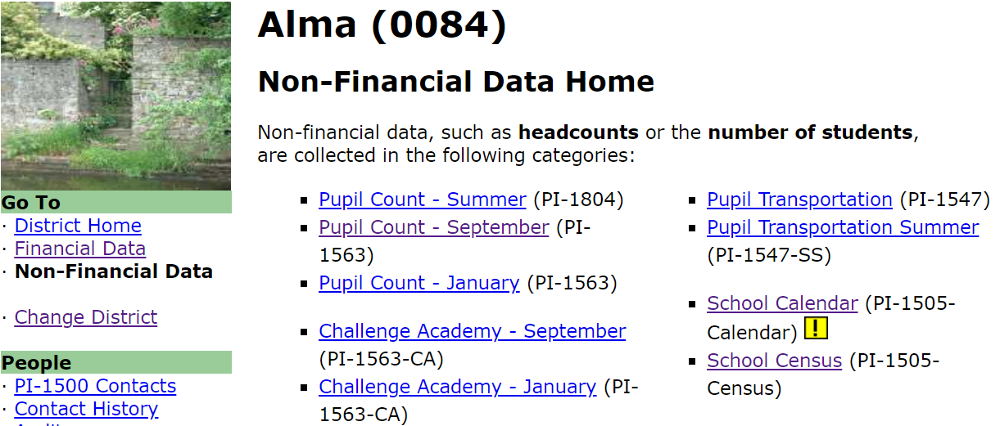 Alma (0084)
Non-Financial Data Home
Non-financial data, such as headcounts or the number of students,
are collected in the following categories:
▪ Pupil Count - Summer (PI-1804)
▪ Pupil Count - September (PI-
1563)
▪ Pupil Count - January (PI-1563)
▪ Challenge Academy - September
(PI-1563-CA)
▪ Challenge Academy - January (PI-
1563-CA)
▪ Pupil Transportation (PI-1547)
▪ Pupil Transportation Summer
(PI-1547-SS)
▪ School Calendar (PI-1505-
Calendar) !
▪ School Census (PI-1505-
Census)
Go To
· District Home
· Financial Data
· Non-Financial Data
· Change District
People
· PI-1500 Contacts
· Contact History